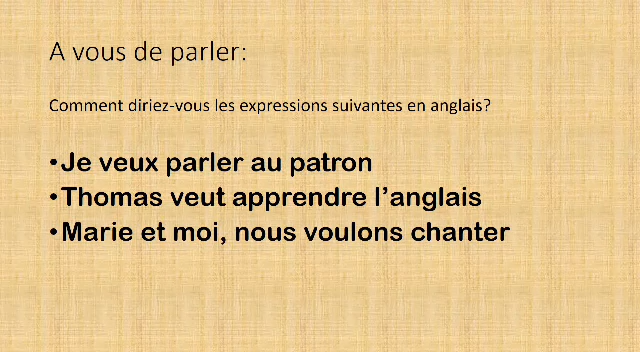 A vous de parler:
Comment diriez-vous les expressions suivantes en anglais?
•Je veux parler au patron
•Thomas veut apprendre l’anglais
•Marie et moi, nous voulons chanter